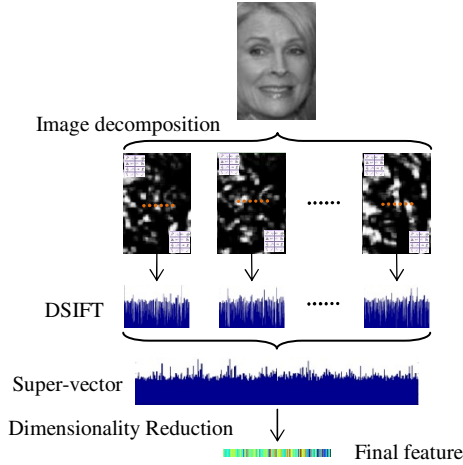 Image decomposition
DSIFT
Super-vector
Dimensionality Reduction
Final feature